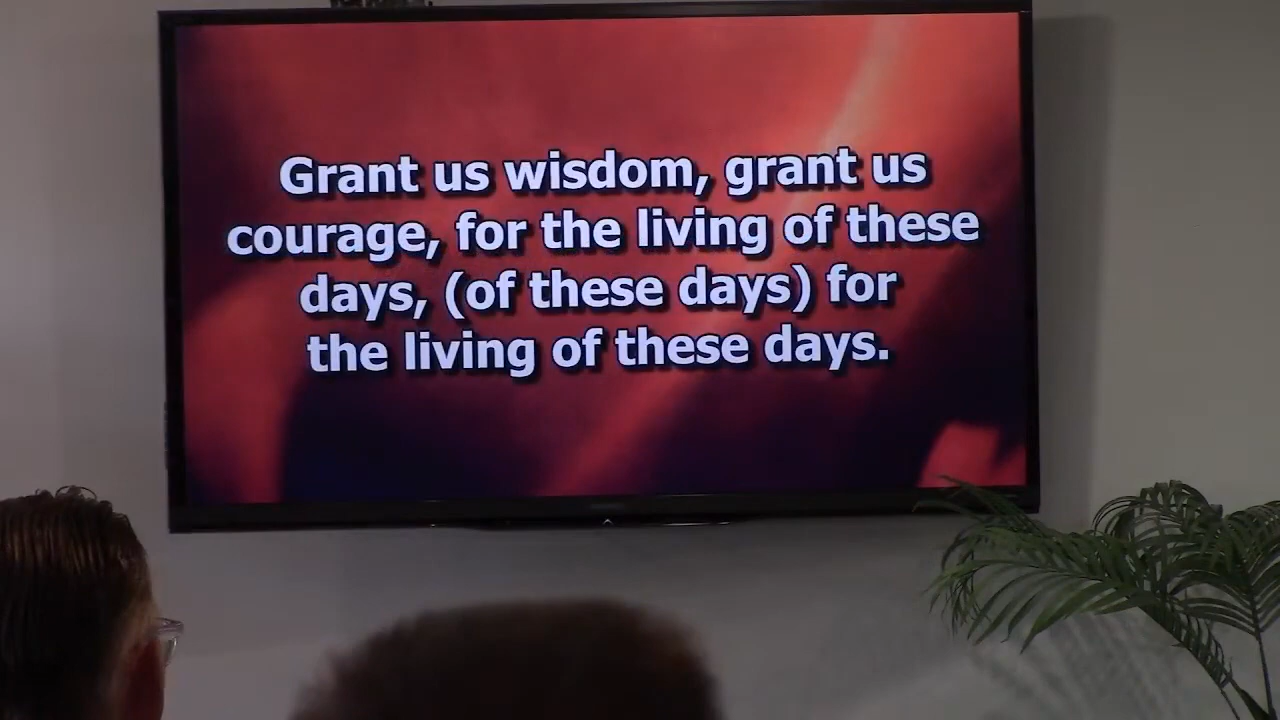 Grant us wisdom, grant us
courage, for the living of these
days, (of these days) for
the living of these days.